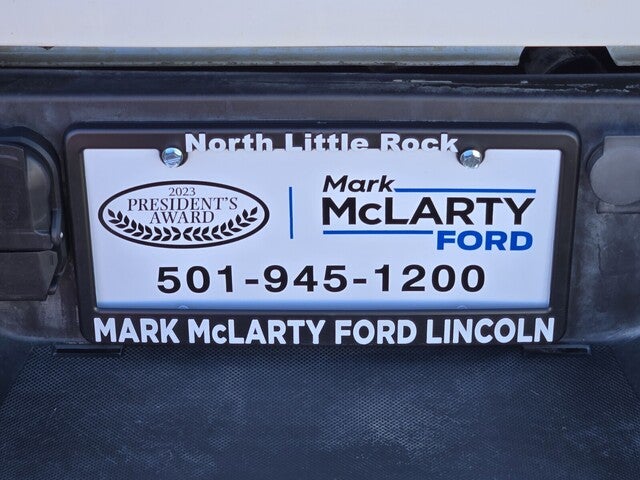 North Little Rock
2023
PRESIDENT'S
AWARD
Mark
McLARTY
FORD
501-945-1200
MARK McLARTY FORD LINCOLN